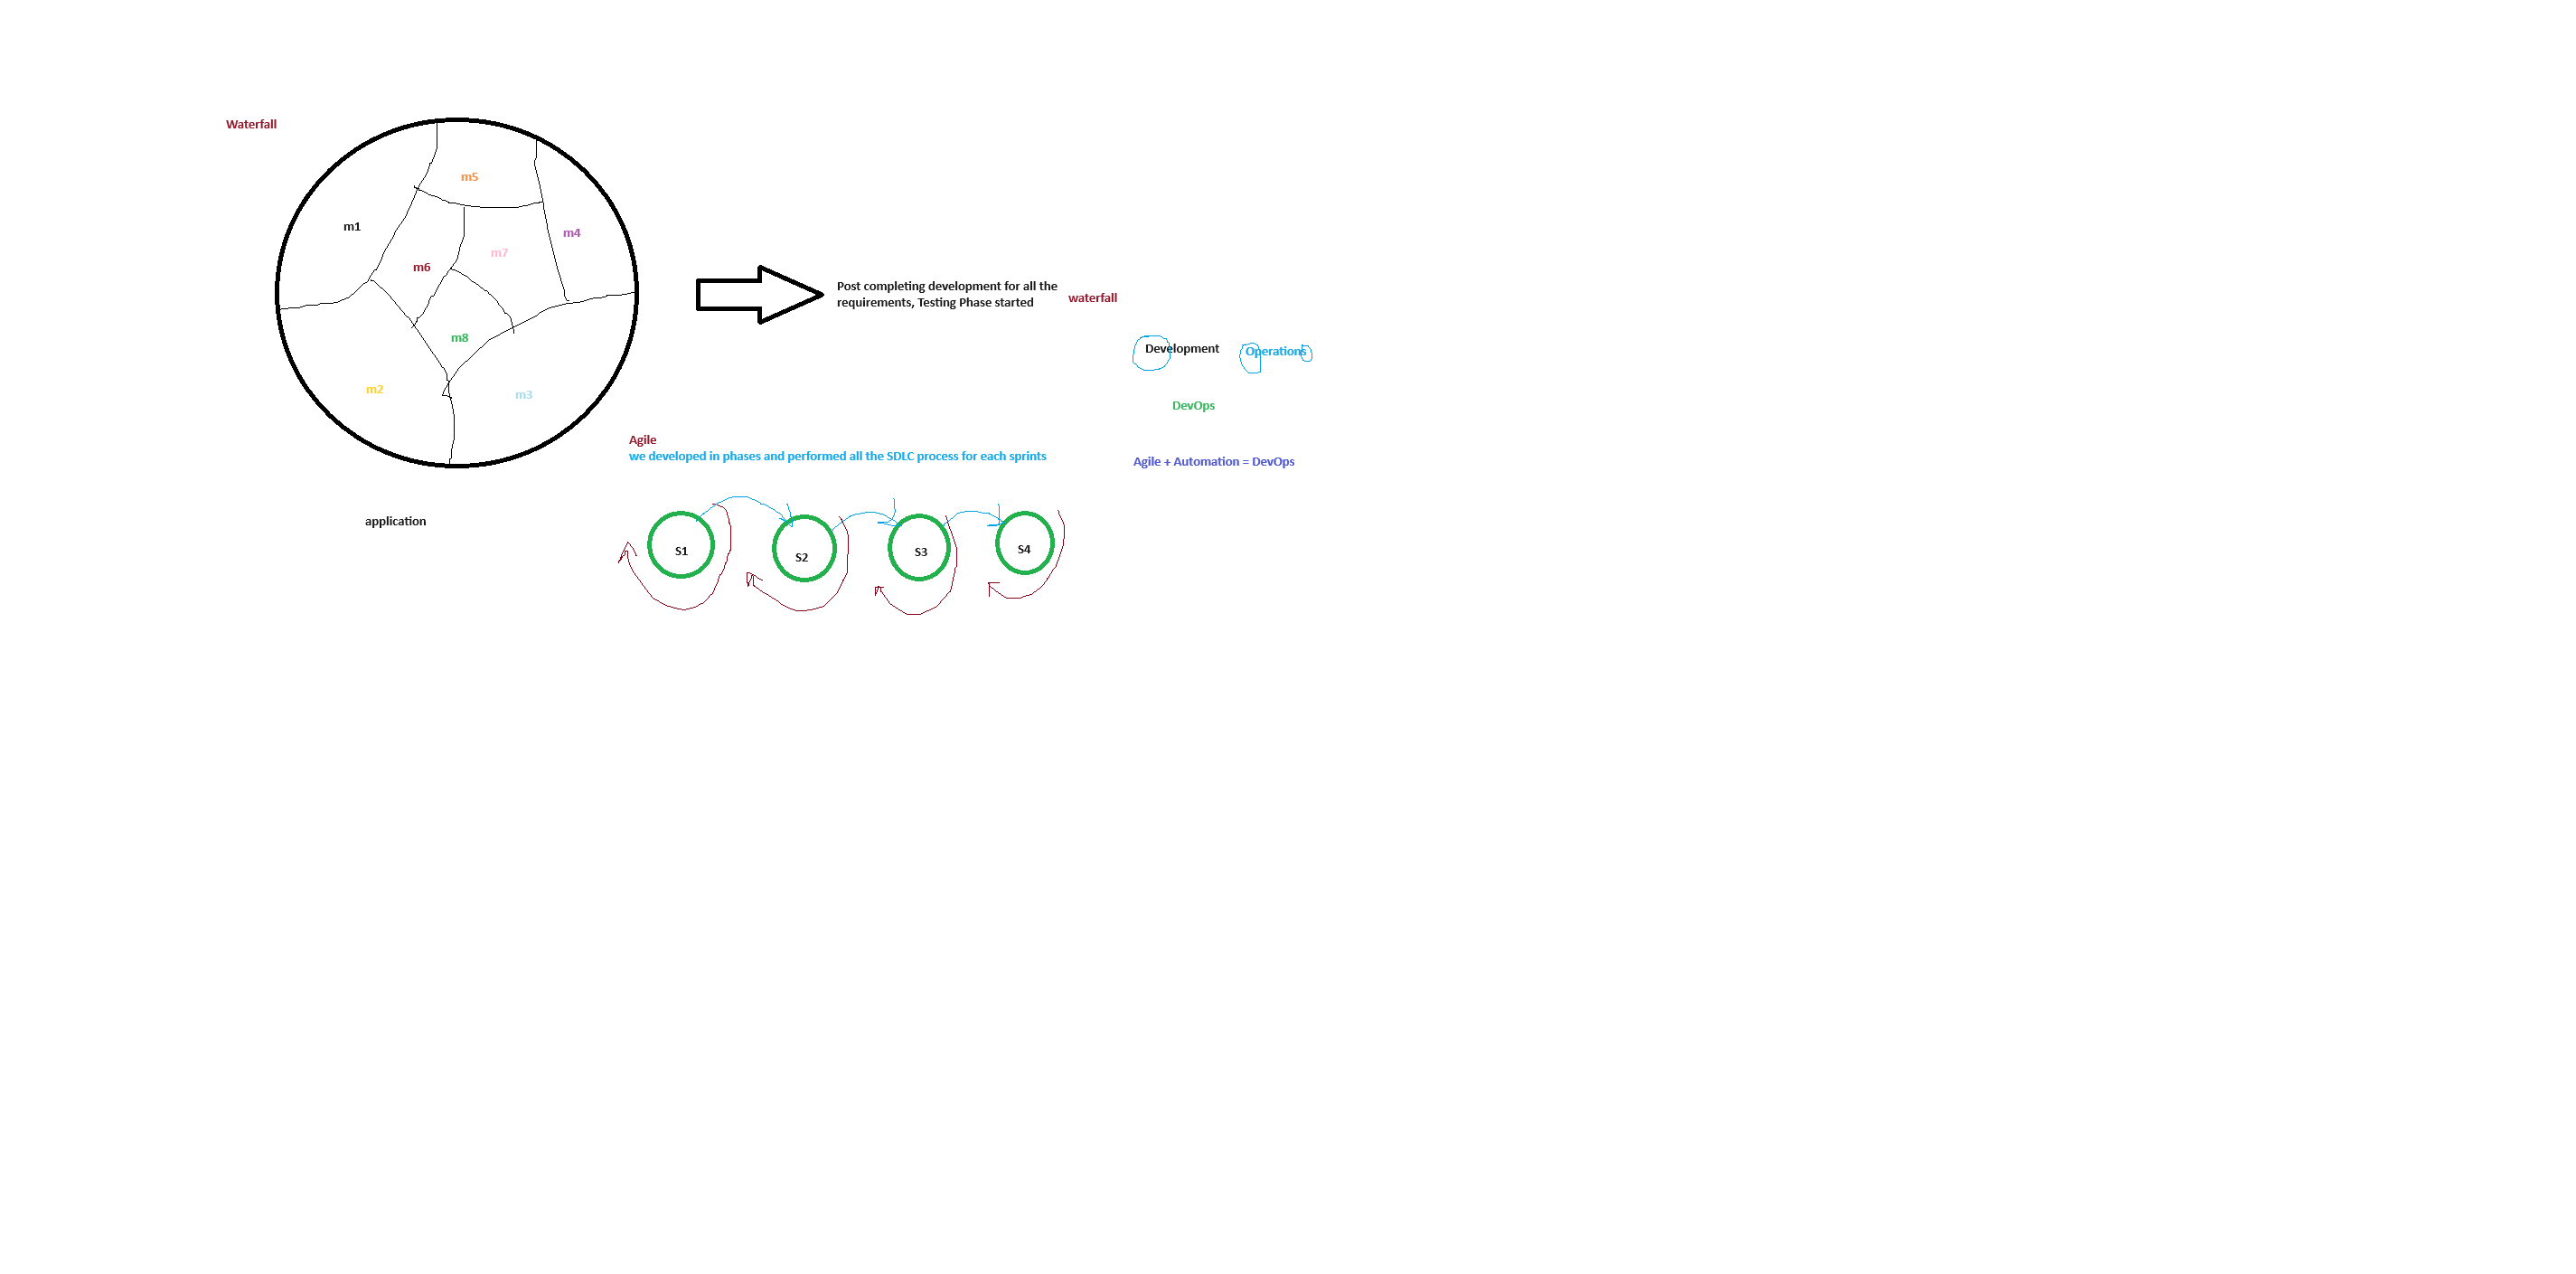 Waterfall
m5
m1
m4
m7
m6
m8
m2
m3
application
Post completing development for all the
requirements, Testing Phase started
waterfall
Development
Operations
DevOps
Agile + Automation = DevOps
Agile
we developed in phases and performed all the SDLC process for each sprints
S1
S2
S3
S4